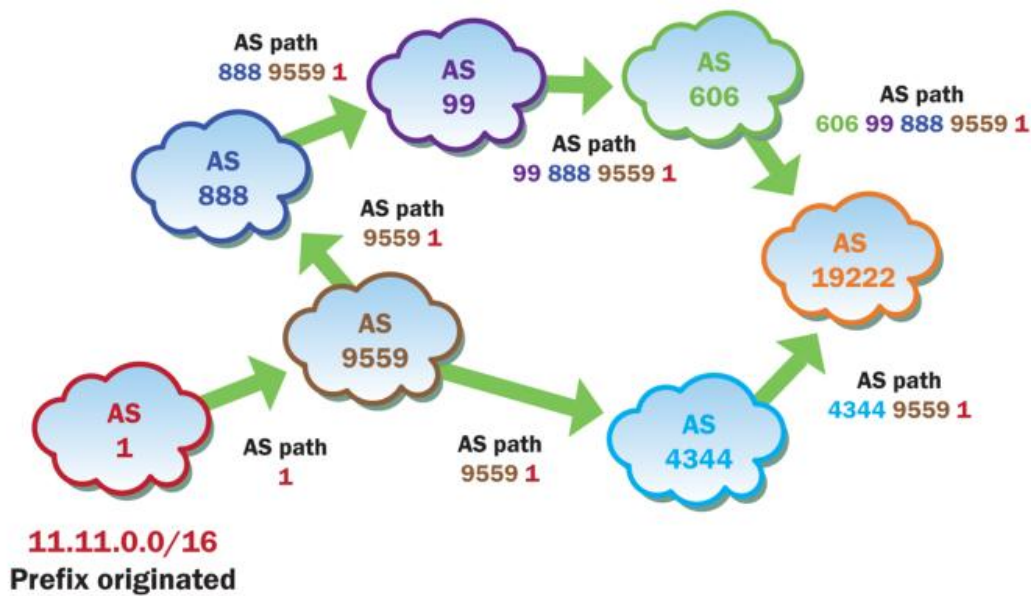 AS path
888 9559 1
AS
99
AS
606
AS path
606 99 888 9559 1
AS path
99 888 9559 1
AS
888
AS path
9559 1
AS
19222
AS
9559
AS
1
AS path
1
AS path
9559 1
AS
4344
AS path
4344 9559 1
11.11.0.0/16
Prefix originated